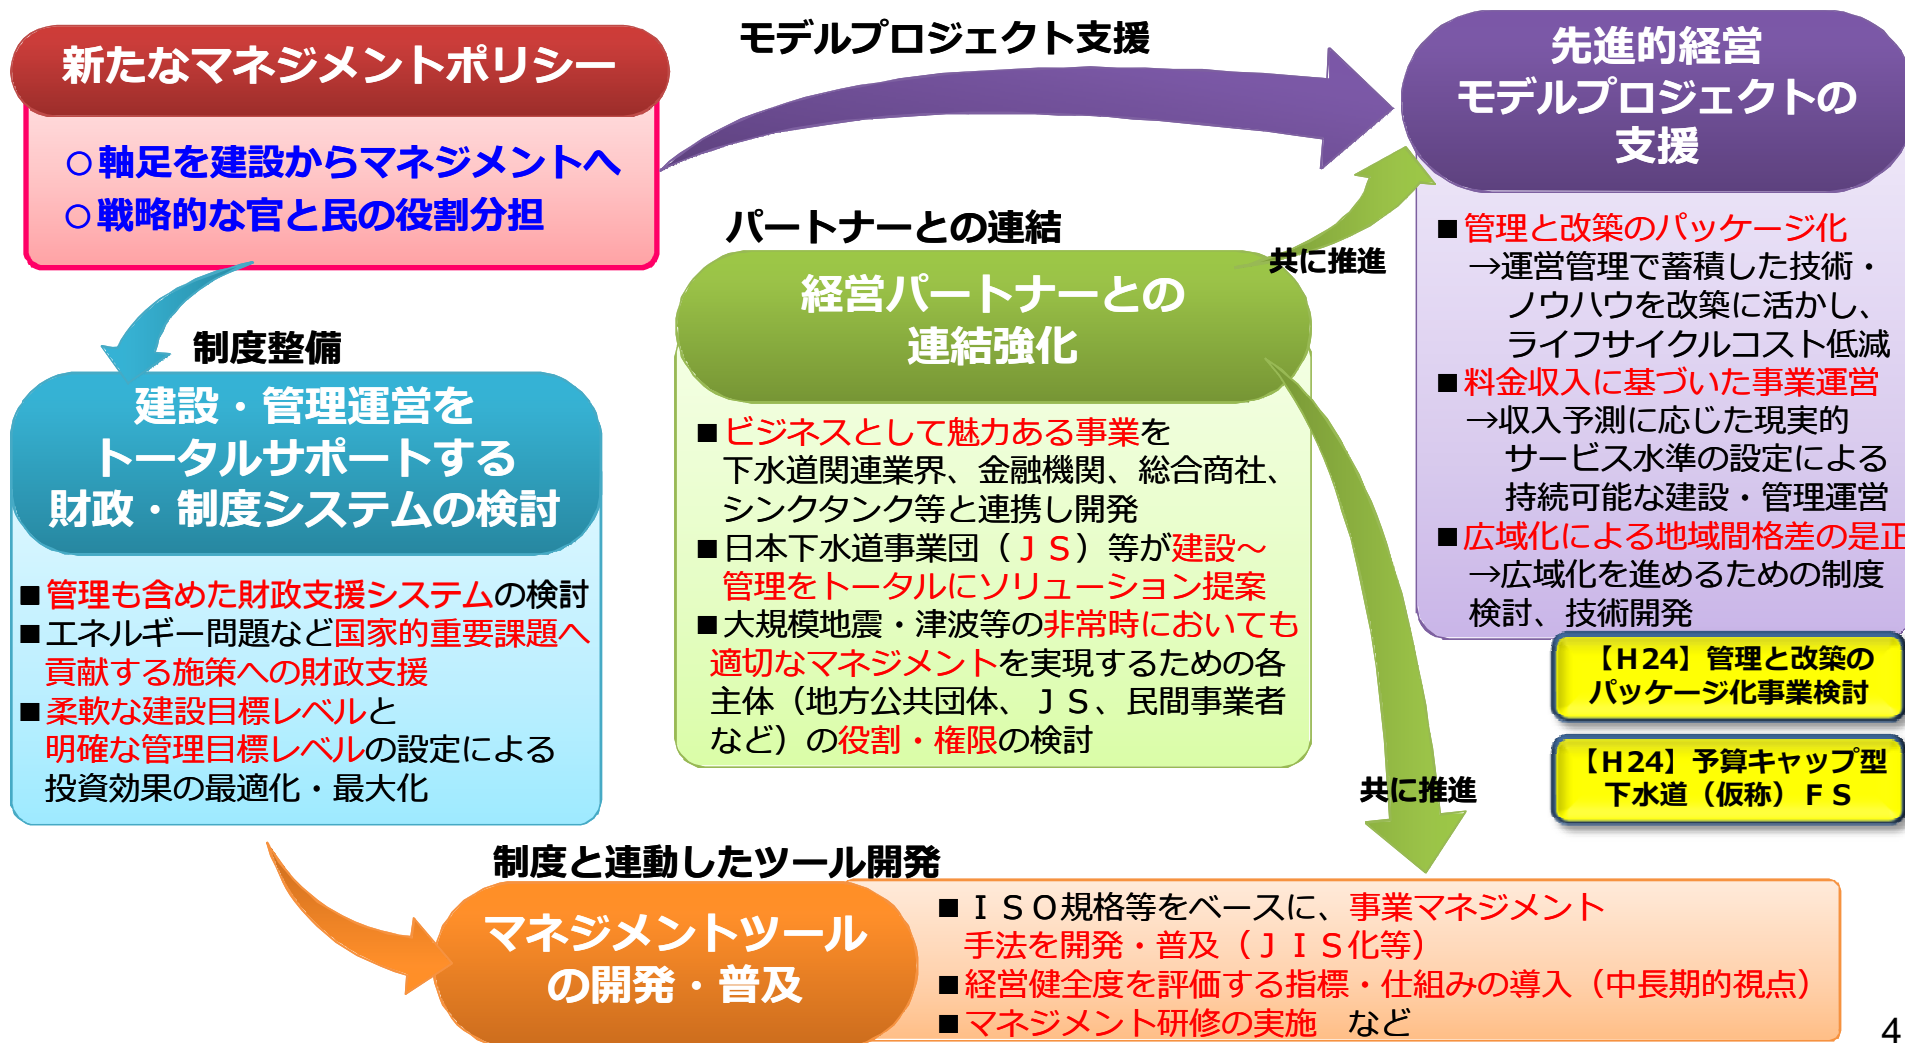 新たなマネジメントポリシー
○軸足を建設からマネジメントへ
○戦略的な官と民の役割分担
モデルプロジェクト支援
先進的経営
モデルプロジェクトの
支援
■管理と改築のパッケージ化
→運営管理で蓄積した技術・
ノウハウを改築に活かし、
ライフサイクルコスト低減
■料金収入に基づいた事業運営
→収入予測に応じた現実的
サービス水準の設定による
持続可能な建設・管理運営
■広域化による地域間格差の是正
→広域化を進めるための制度
検討、技術開発
【H24】管理と改築の
パッケージ化事業検討
【H24】予算キャップ型
下水道（仮称）ＦＳ
パートナーとの連結
共に推進
経営パートナーとの
連結強化
■ビジネスとして魅力ある事業を
下水道関連業界、金融機関、総合商社、
シンクタンク等と連携し開発
■日本下水道事業団（ＪＳ）等が建設～
管理をトータルにソリューション提案
■大規模地震・津波等の非常時においても
適切なマネジメントを実現するための各
主体（地方公共団体、ＪＳ、民間事業者
など）の役割・権限の検討
共に推進
制度整備
建設・管理運営を
トータルサポートする
財政・制度システムの検討
■管理も含めた財政支援システムの検討
■エネルギー問題など国家的重要課題へ
貢献する施策への財政支援
■柔軟な建設目標レベルと
明確な管理目標レベルの設定による
投資効果の最適化・最大化
制度と連動したツール開発
マネジメントツール
の開発・普及
■ＩＳＯ規格等をベースに、事業マネジメント
手法を開発・普及（ＪＩＳ化等）
■経営健全度を評価する指標・仕組みの導入（中長期的視点）
■マネジメント研修の実施　など
4